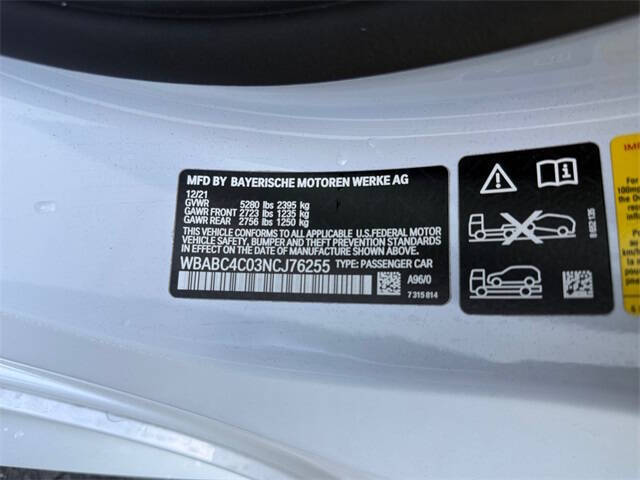 MFD BY BAYERISCHE MOTOREN WERKE AG
12/21
GVWR 5280 lbs 2395 kg
GAWR FRONT 2723 lbs 1235 kg
GAWR REAR 2756 lbs 1250 kg
THIS VEHICLE CONFORMS TO ALL APPLICABLE U.S.FEDERAL MOTOR
VEHICLE SAFETY, BUMPER, AND THEFT PREVENTION STANDARDS
IN EFFECT ON THE DATE OF MANUFACTURE SHOWN ABOVE.
WBABC4C03NCJ76255 TYPE: PASSENGER CAR
A96/0
7 315 814
For
100m
the O